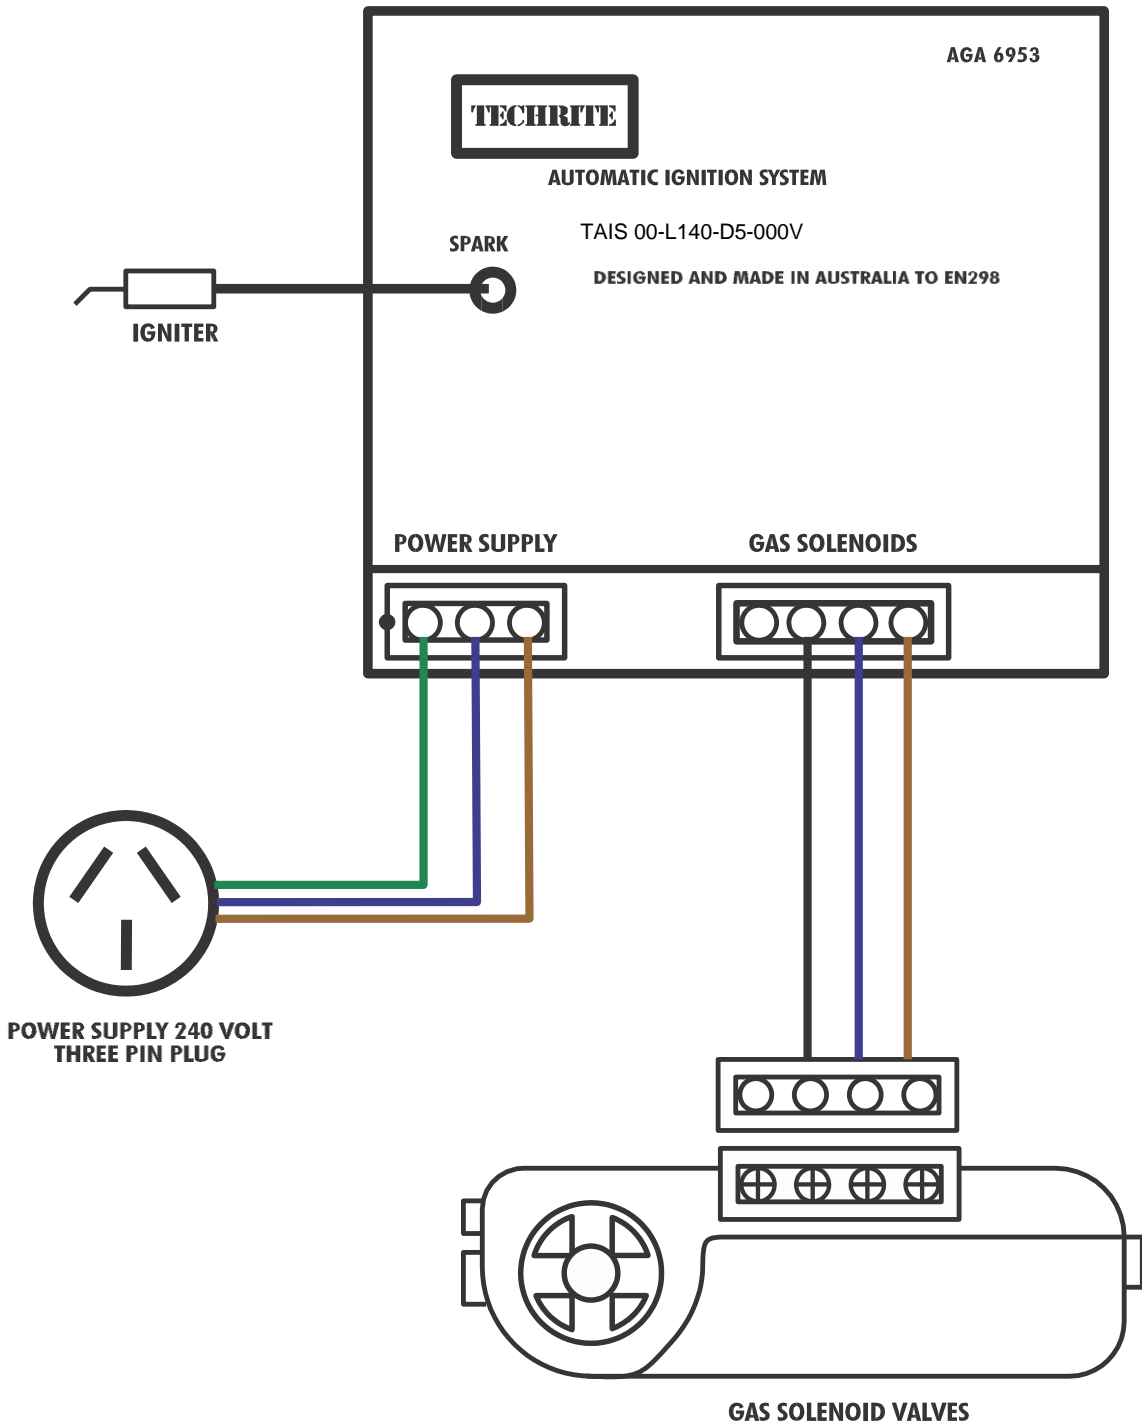 AGA 6953
TECHRITE
AUTOMATIC IGNITION SYSTEM
TAIS 00-L140-D5-000V
SPARK
DESIGNED AND MADE IN AUSTRALIA TO EN298
IGNITER
POWER SUPPLY
GAS SOLENOIDS
POWER SUPPLY 240 VOLT
THREE PIN PLUG
GAS SOLENOID VALVES